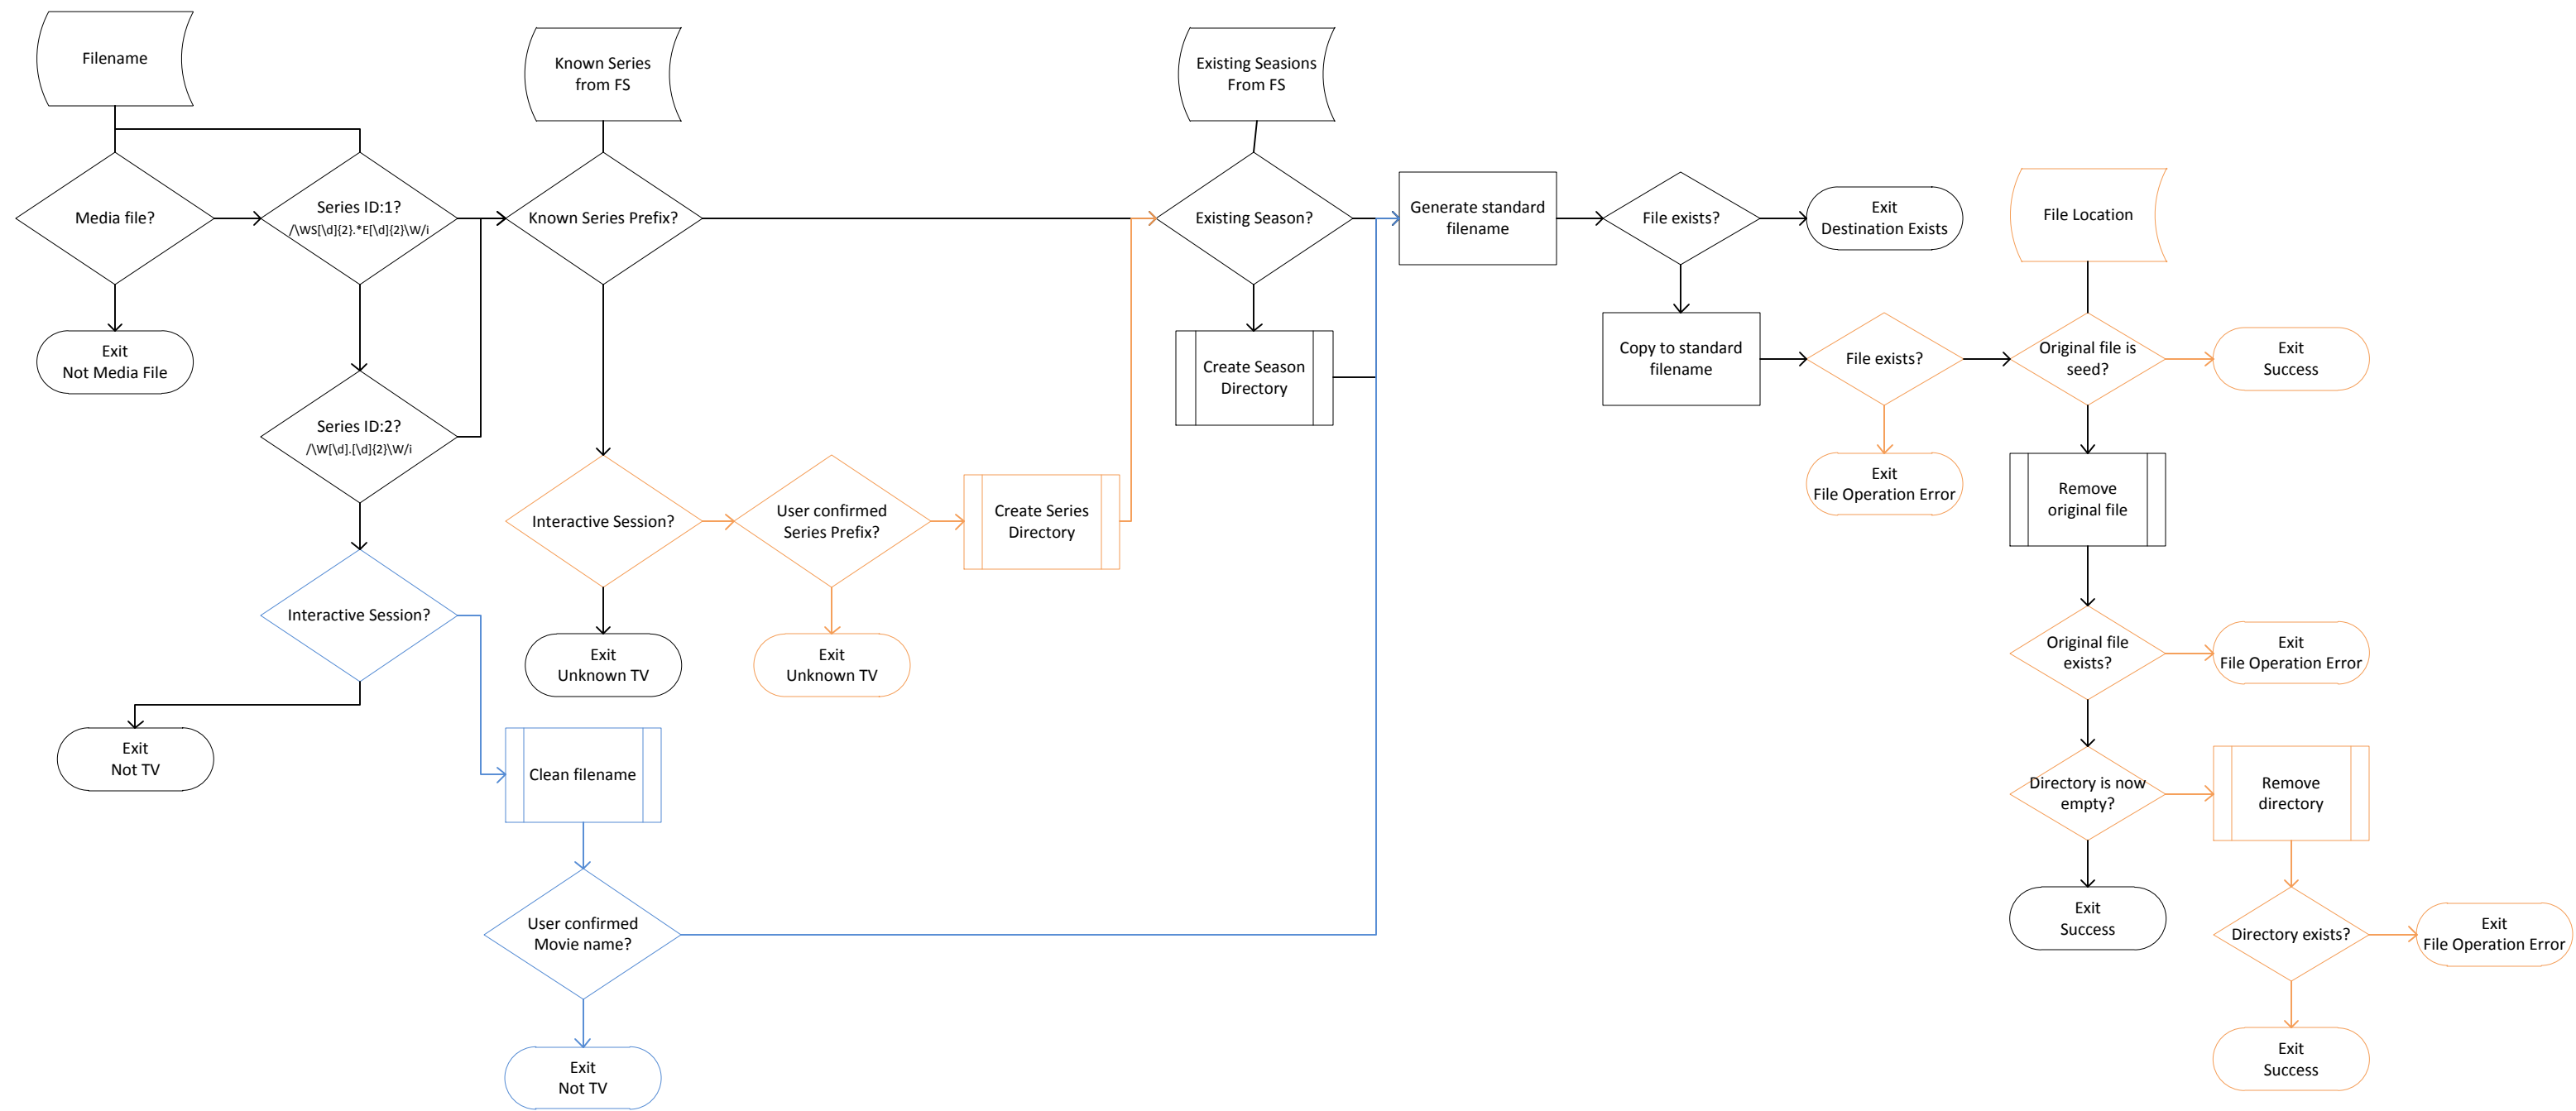 Filename
Known Series
from FS
Existing Seasions
From FS
Media file?
Series ID:1?
/\WS[\d]{2}.*E[\d]{2}\W/i
Known Series Prefix?
Existing Season?
Generate standard
filename
File exists?
Exit
Destination Exists
File Location
Exit
Not Media File
Create Season
Directory
Copy to standard
filename
File exists?
Original file is
seed?
Exit
Success
Series ID:2?
/\W[\d].[\d]{2}\W/i
Exit
File Operation Error
Remove
original file
Interactive Session?
User confirmed
Series Prefix?
Create Series
Directory
Interactive Session?
Exit
Unknown TV
Exit
Unknown TV
Original file
exists?
Exit
File Operation Error
Exit
Not TV
Clean filename
Directory is now
empty?
Remove
directory
User confirmed
Movie name?
Exit
Success
Directory exists?
Exit
File Operation Error
Exit
Not TV
Exit
Success